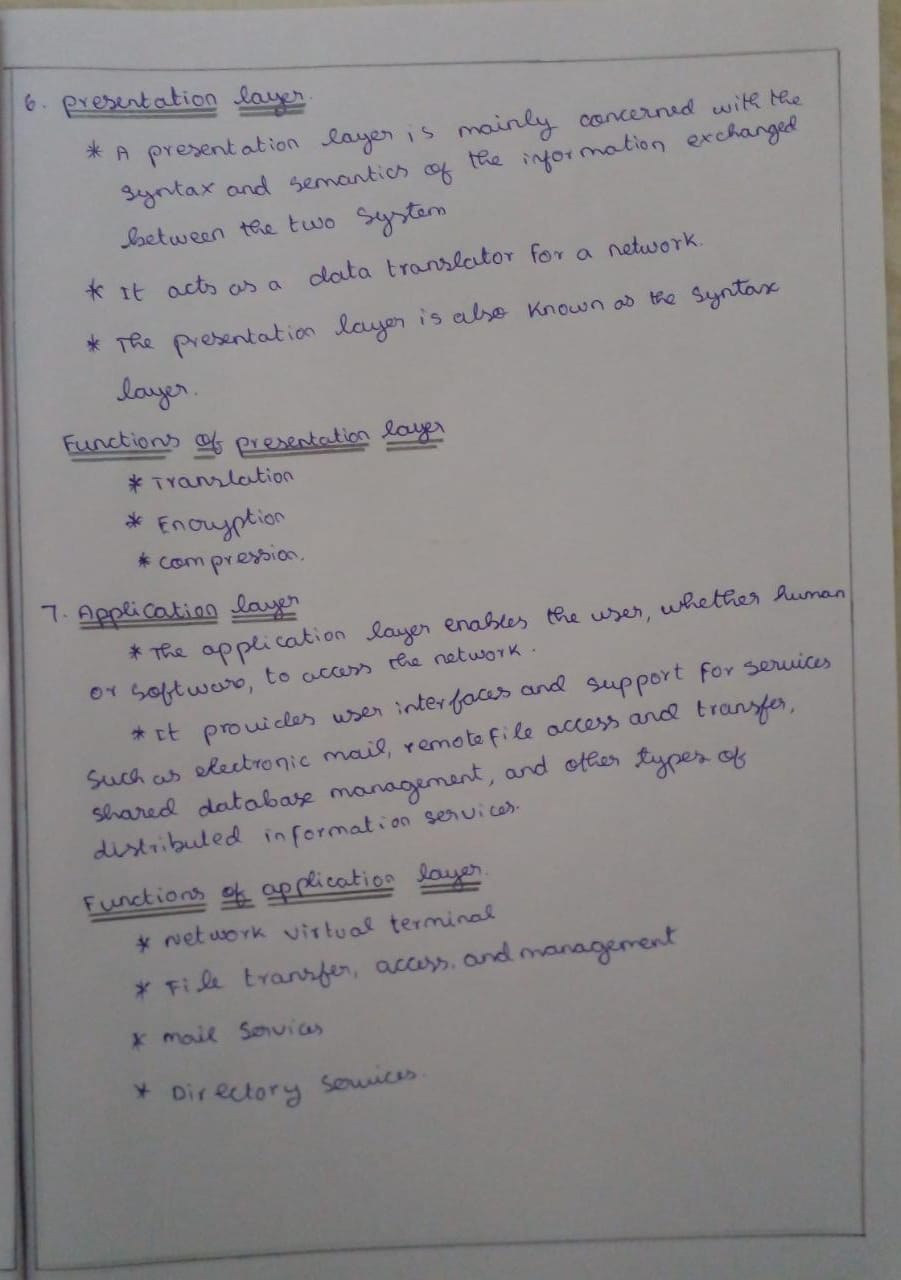 6. Presentation layer.
* A presentation layer is mainly concerned with the
syntax and semantics of the information exchanged
between the two system
* It acts as a data translator for a network.
* The presentation layer is also known as the Syntax
layer.
Functions of presentation layer
* Translation
* Encryption
* compression.
7. Application layer
* The application layer enables the user, whether human
or software, to access the network.
* It provides user interfaces and support for services
such as electronic mail, remote file access and transfer,
shared database management, and other types of
distributed information services.
Functions of application layer.
* Network virtual terminal
* File transfer, access, and management
* mail services
* Directory services.